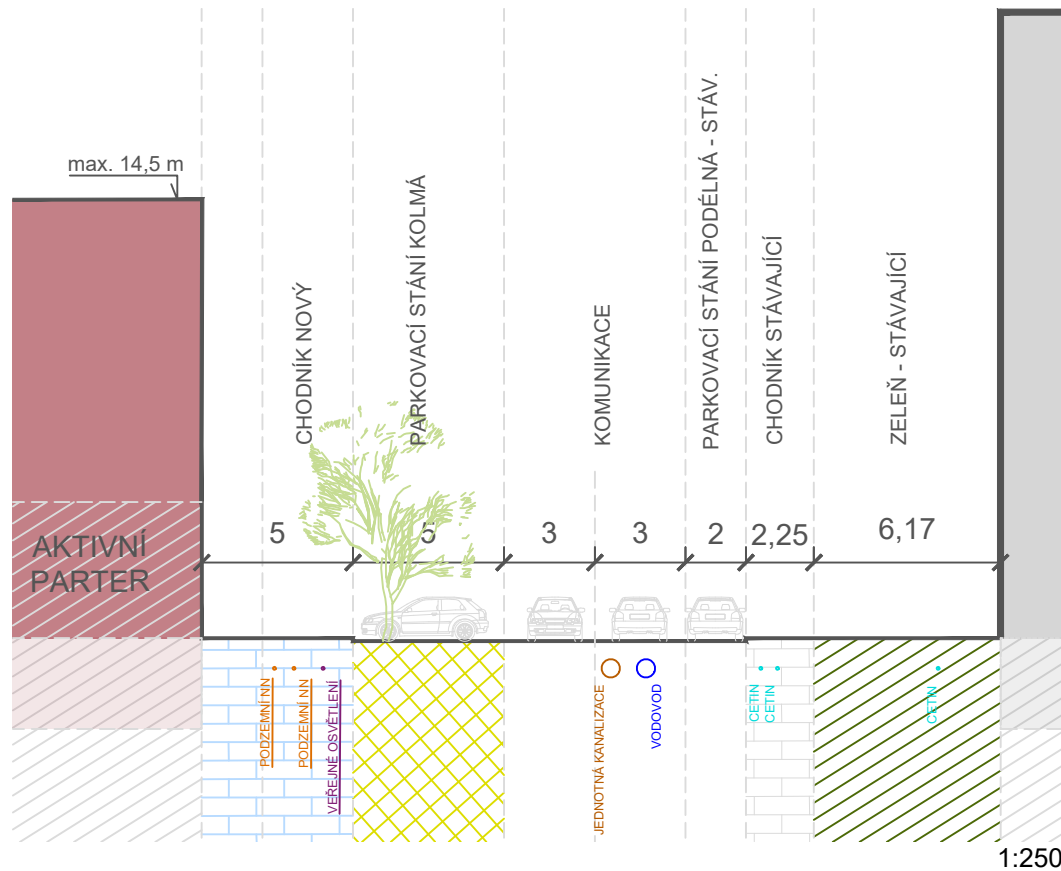 max. 14,5 m
CHODNÍK NOVÝ
PARKOVACÍ STÁNÍ KOLMÁ
KOMUNIKACE
PARKOVACÍ STÁNÍ PODÉLNÁ - STÁV.
CHODNÍK STÁVAJÍCÍ
ZELEŇ - STÁVAJÍCÍ
AKTIVNÍ
PARTER
5
5
3
3
2
2,25
6,17
PODZEMNÍ NN
PODZEMNÍ NN
VEŘEJNÉ OSVĚTLENÍ
JEDNOTNÁ KANALIZACE
VODOVOD
CETIN
CETIN
CETIN
1:250